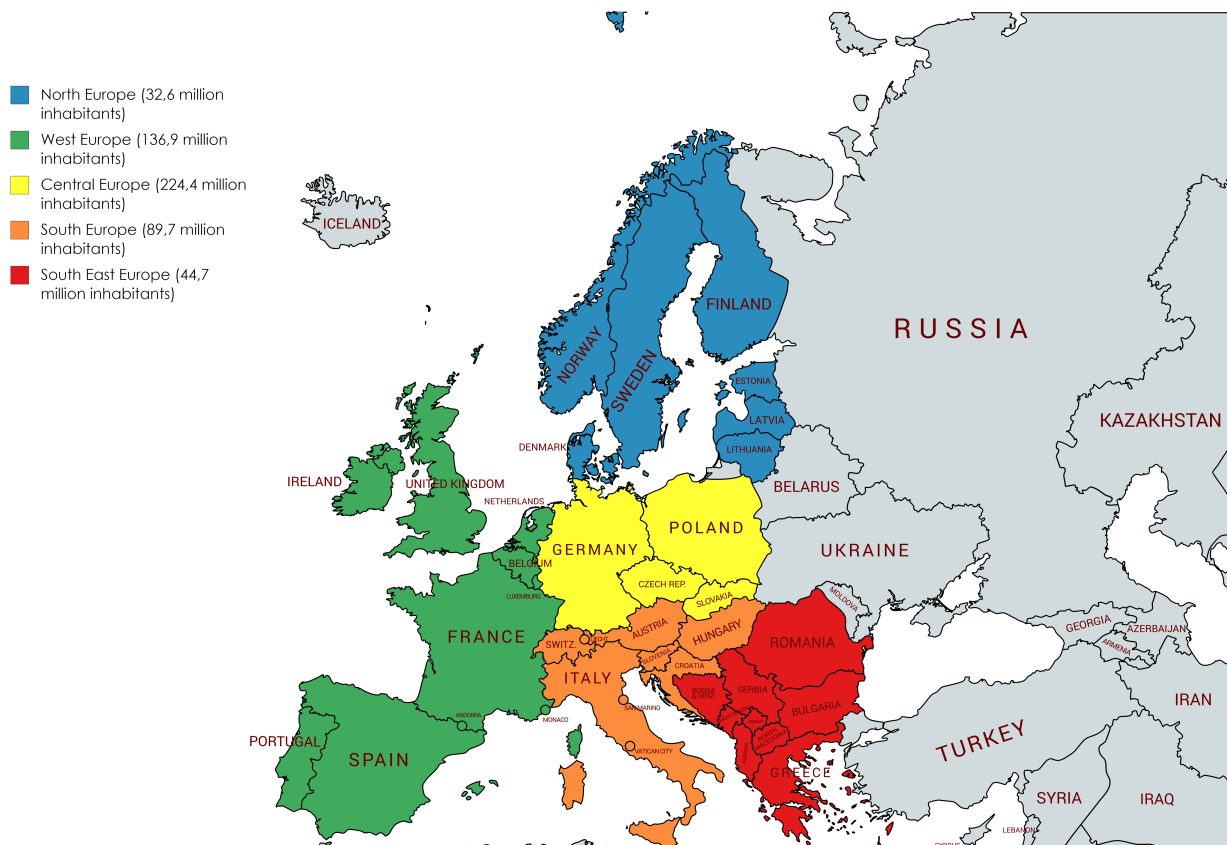 North Europe (32,6 million
inhabitants)
West Europe (136,9 million
inhabitants)
Central Europe (224,4 million
inhabitants)
South Europe (89,7 million
inhabitants)
South East Europe (44,7
million inhabitants)
ICELAND
RUSSIA
FINLAND
NORWAY
SWEDEN
ESTONIA
LATVIA
LITHUANIA
DENMARK
KAZAKHSTAN
IRELAND
UNITED KINGDOM
NETHERLANDS
BELARUS
POLAND
GERMANY
UKRAINE
BELGIUM
CZECH REP.
LUXEMBURG
SLOVAKIA
MOLDOVA
FRANCE
SWITZ.
AUSTRIA
HUNGARY
ROMANIA
GEORGIA
AZERBAIJAN
ARMENIA
SLOVENIA
CROATIA
ITALY
BOSNIA
& HERZ.
SERBIA
SAN MARINO
BULGARIA
IRAN
ANDORRA
MONACO
PORTUGAL
SPAIN
VATICAN CITY
NORTH
MACEDONIA
ALBANIA
GREECE
TURKEY
SYRIA
IRAQ
LEBANON
CYPRUS